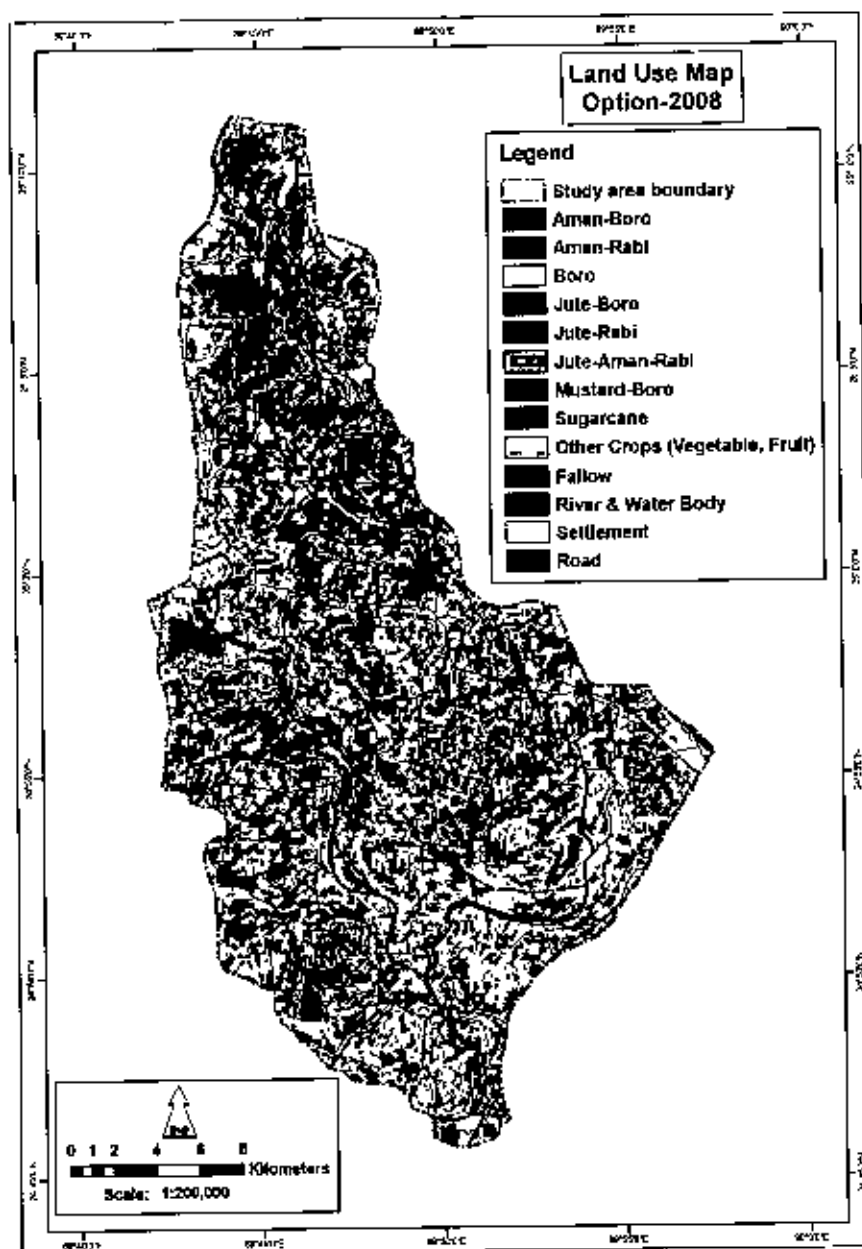 Land Use Map
Option-2008
Legend
Study area boundary
Aman-Boro
Aman-Rabi
Boro
Jute-Boro
Jute-Rabi
Jute-Aman-Rabi
Mustard-Boro
Sugarcane
Other Crops (Vegetable, Fruit)
Fallow
River & Water Body
Settlement
Road
0 1 2 4 6 8
Kilometers
Scale: 1:200,000